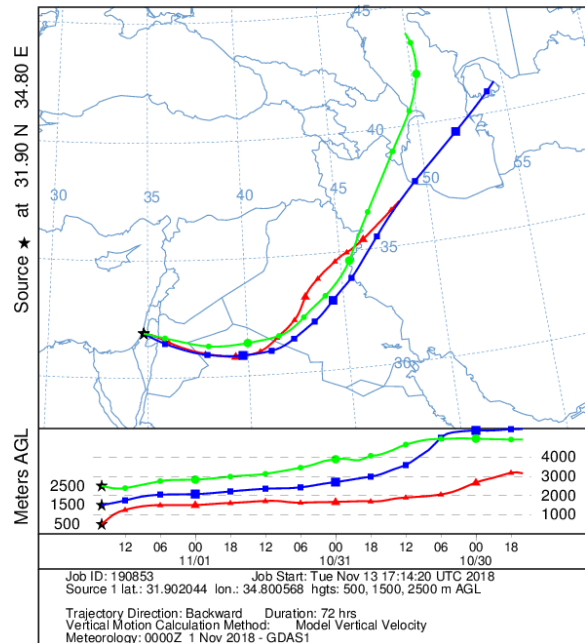 Source ★ at 31.90 N 34.80 E
30 35 40 45
45
40
50
55
45
40
35
35
30
Meters AGL
2500
1500
500
4000
3000
2000
1000
12 06 00 18 12 06 00 18 12 06 00 18
11/01 10/31 10/30
Job ID: 190853 Job Start: Tue Nov 13 17:14:20 UTC 2018
Source 1 lat.: 31.902044 lon.: 34.800568 hgts: 500, 1500, 2500 m AGL
Trajectory Direction: Backward Duration: 72 hrs
Vertical Motion Calculation Method: Model Vertical Velocity
Meteorology: 0000Z 1 Nov 2018 - GDAS1